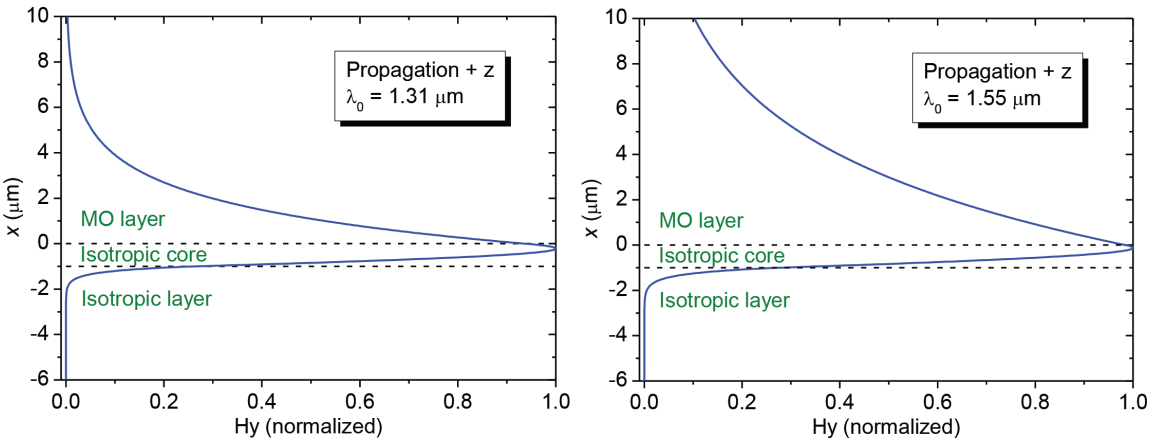 10
8
6
4
2
0
-2
-4
-6
x (μm)
Propagation + z
λ0 = 1.31 μm
MO layer
Isotropic core
Isotropic layer
0.0 0.2 0.4 0.6 0.8 1.0
Hy (normalized)
10
8
6
4
2
0
-2
-4
-6
x (μm)
Propagation + z
λ0 = 1.55 μm
MO layer
Isotropic core
Isotropic layer
0.0 0.2 0.4 0.6 0.8 1.0
Hy (normalized)